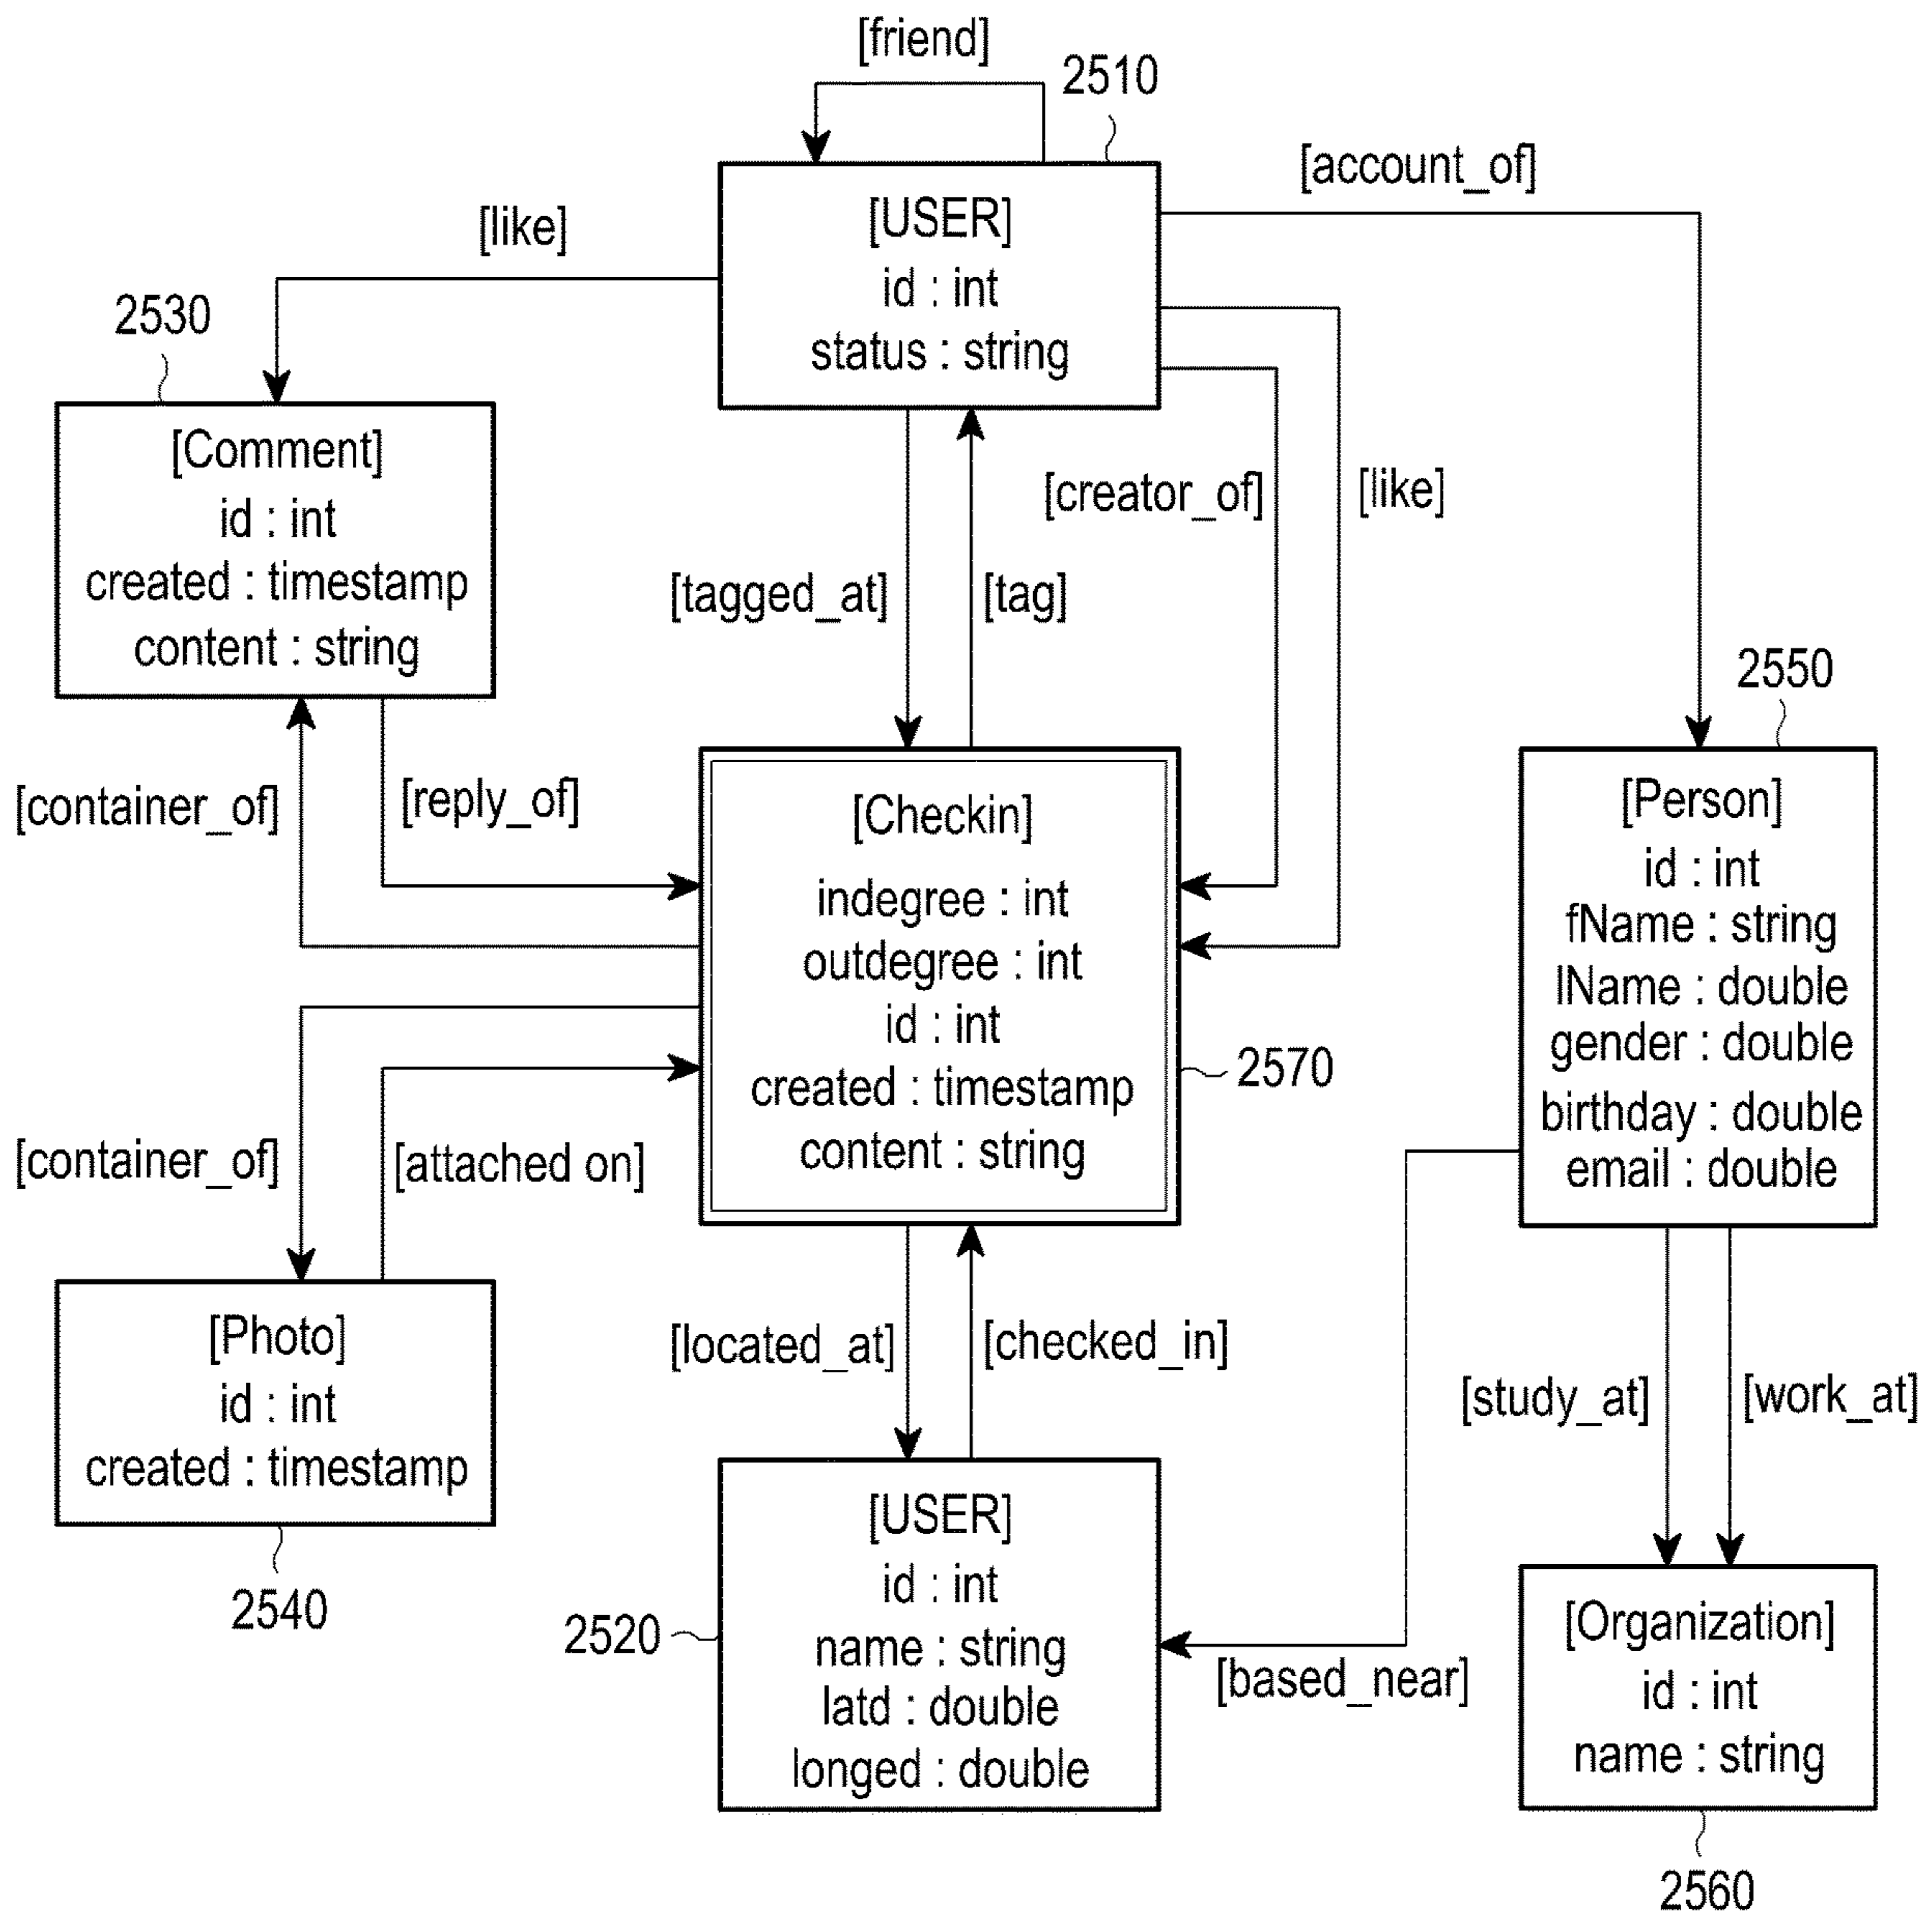 [friend]
2510
[account_of]
[USER]
id : int
status : string
[like]
2530
[Comment]
id : int
created : timestamp
content : string
[creator_of]
[like]
[tagged_at]
[tag]
2550
[container_of]
[reply_of]
[Checkin]
indegree : int
outdegree : int
id : int
created : timestamp
content : string
2570
[Person]
id : int
fName : string
lName : double
gender : double
birthday : double
email : double
[container_of]
[attached on]
[Photo]
id : int
created : timestamp
2540
[located_at]
[checked_in]
[study_at]
[work_at]
[USER]
id : int
name : string
latd : double
longed : double
2520
[based_near]
[Organization]
id : int
name : string
2560